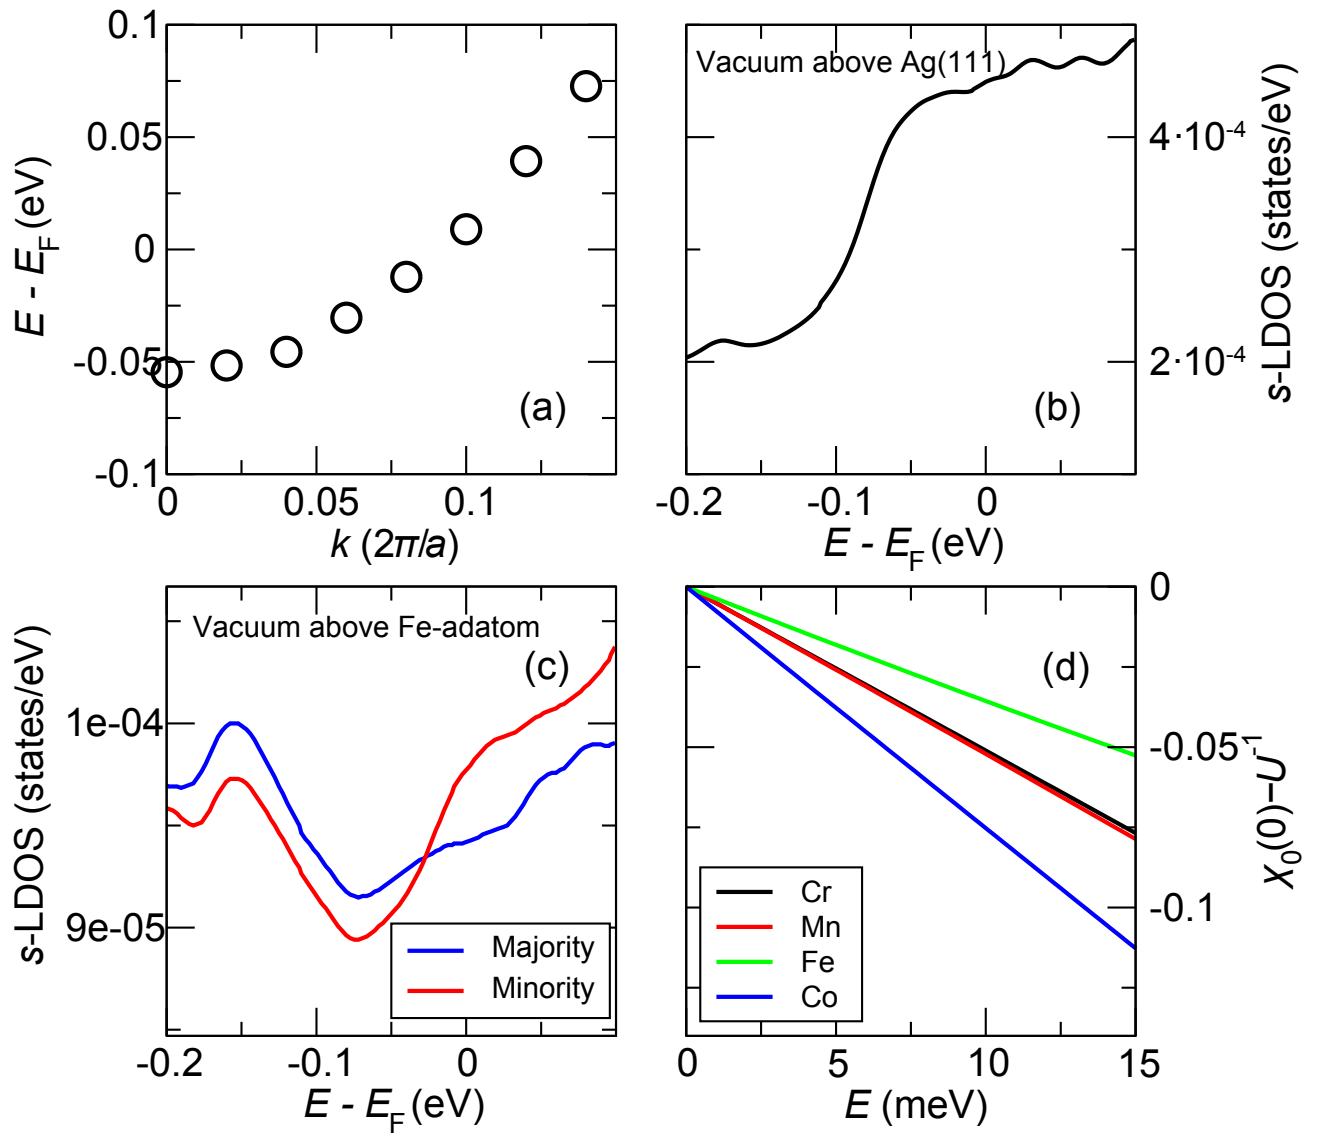 0.1
0.05
0
-0.05
-0.1
E - E_F (eV)
0
0.05
0.1
k (2π/a)
(a)
Vacuum above Ag(111)
4·10^-4
2·10^-4
s-LDOS (states/eV)
(b)
-0.2
-0.1
0
E - E_F (eV)
Vacuum above Fe-adatom
(c)
1e-04
9e-05
s-LDOS (states/eV)
Majority
Minority
-0.2
-0.1
0
E - E_F (eV)
(d)
0
-0.05
-0.1
χ_0(0)−U^-1
Cr
Mn
Fe
Co
0
5
10
15
E (meV)